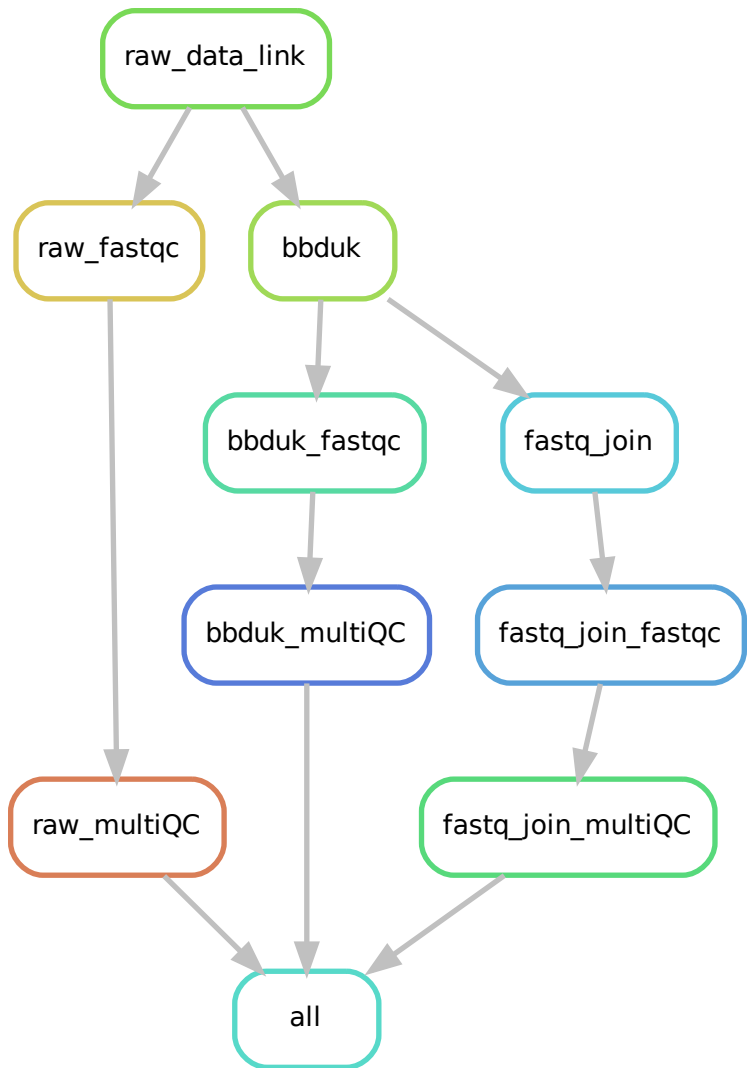 raw_data_link
raw_fastqc
bbduk
bbduk_fastqc
fastq_join
bbduk_multiQC
fastq_join_fastqc
raw_multiQC
fastq_join_multiQC
all